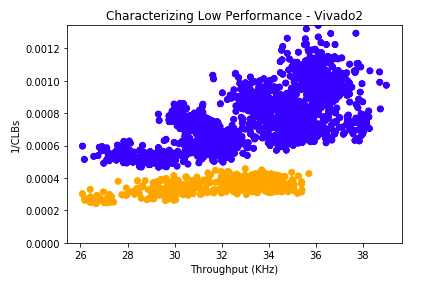 Characterizing Low Performance - Vivado2
1/CLBs
0.0012
0.0010
0.0008
0.0006
0.0004
0.0002
0.0000
26 28 30 32 34 36 38
Throughput (KHz)